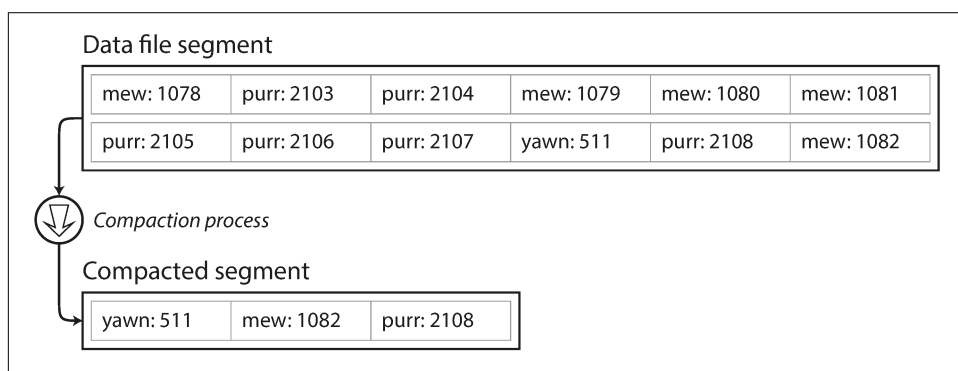 Data file segment
mew: 1078 purr: 2103 purr: 2104 mew: 1079 mew: 1080 mew: 1081
purr: 2105 purr: 2106 purr: 2107 yawn: 511 purr: 2108 mew: 1082
Compaction process
Compacted segment
yawn: 511 mew: 1082 purr: 2108